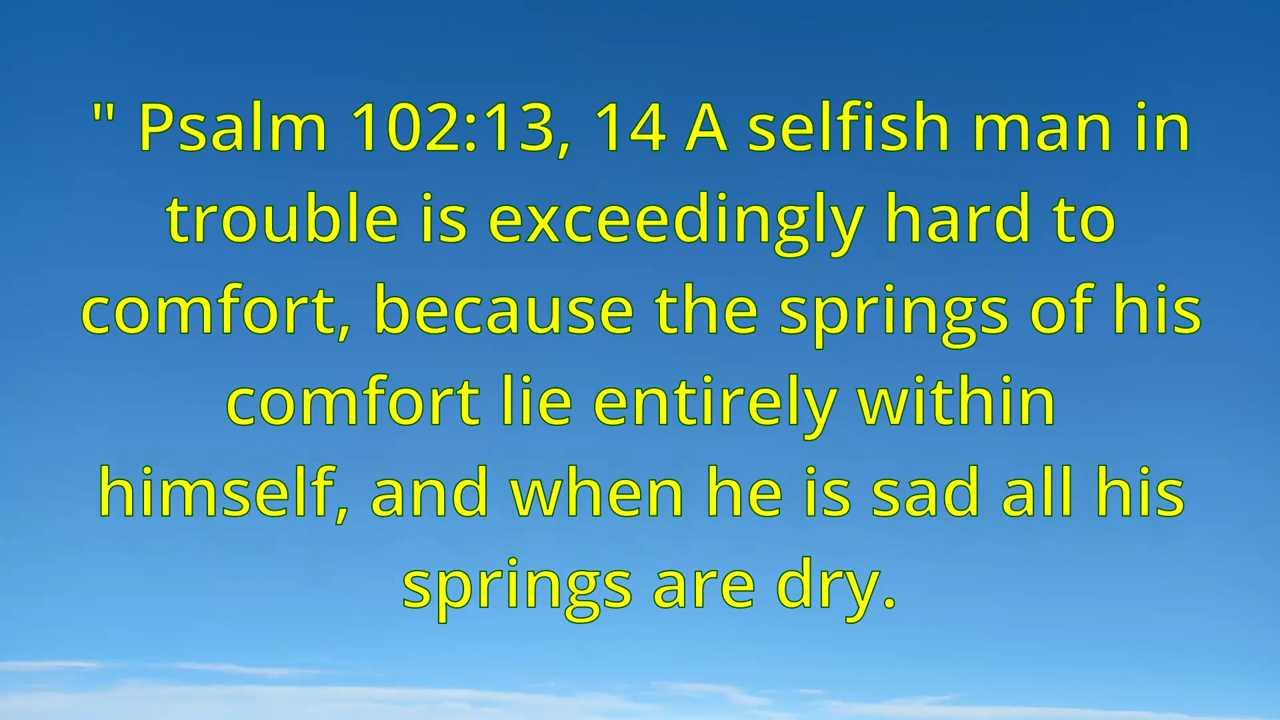 " Psalm 102:13, 14 A selfish man in
trouble is exceedingly hard to
comfort, because the springs of his
comfort lie entirely within
himself, and when he is sad all his
springs are dry.